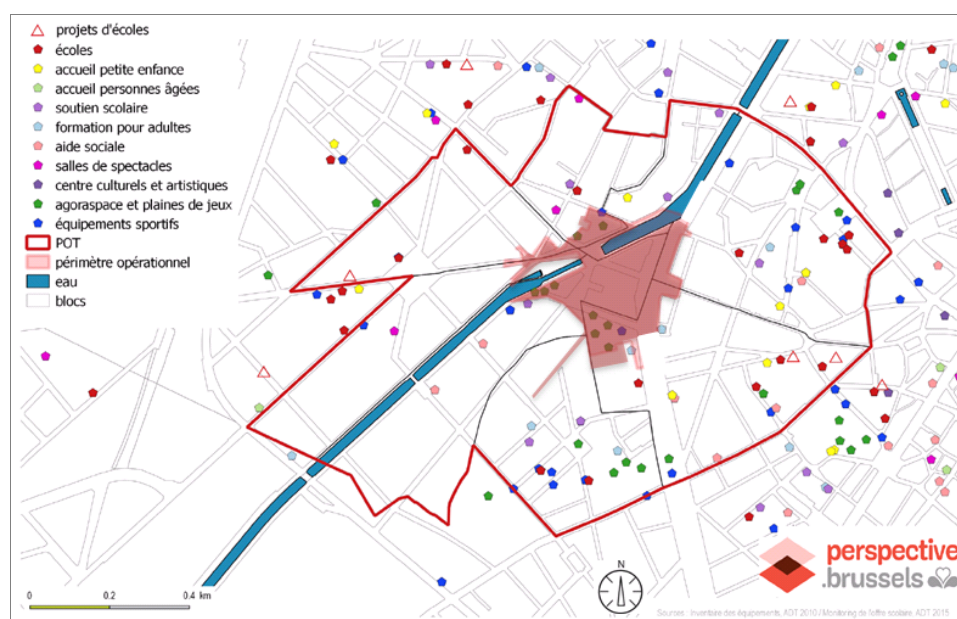 projets d'écoles
écoles
accueil petite enfance
accueil personnes âgées
soutien scolaire
formation pour adultes
aide sociale
salles de spectacles
centre culturels et artistiques
agoraspace et plaines de jeux
équipements sportifs
POT
périmètre opérationnel
eau
blocs
N
0 0.2 0.4 km
perspective
.brussels
Sources : Inventaire des équipements, ADT 2010 / Monitoring de l'offre scolaire, ADT 2015